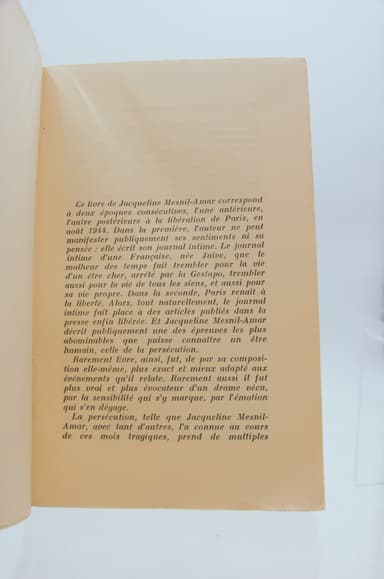 Ce livre de Jacqueline Mesnil-Amar correspond
à deux époques consécutives, l'une antérieure,
l'autre postérieure à la libération de Paris, en
août 1944. Dans la première, l'auteur ne peut
manifester publiquement ses sentiments ni sa
pensée : elle écrit son journal intime. Le journal
intime d'une Française, née Juive, que le
malheur des temps fait trembler pour la vie
d'un être cher, arrêté par la Gestapo, trembler
aussi pour la vie de tous les siens, et aussi pour
sa vie propre. Dans la seconde, Paris renaît à
la liberté. Alors, tout naturellement, le journal
intime fait place à des articles publiés dans la
presse enfin libérée. Et Jacqueline Mesnil-Amar
décrit publiquement une des épreuves les plus
abominables que puisse connaître un être
humain, celle de la persécution.
Rarement livre, ainsi, fut, de par sa composi-
tion elle-même, plus exact et mieux adapté aux
événements qu'il relate. Rarement aussi il fut
plus vrai et plus évocateur d'un drame vécu,
par la sensibilité qui s'y marque, par l'émotion
qui s'en dégage.
La persécution, telle que Jacqueline Mesnil-
Amar, avec tant d'autres, l'a connue au cours
de ces mois tragiques, prend de multiples